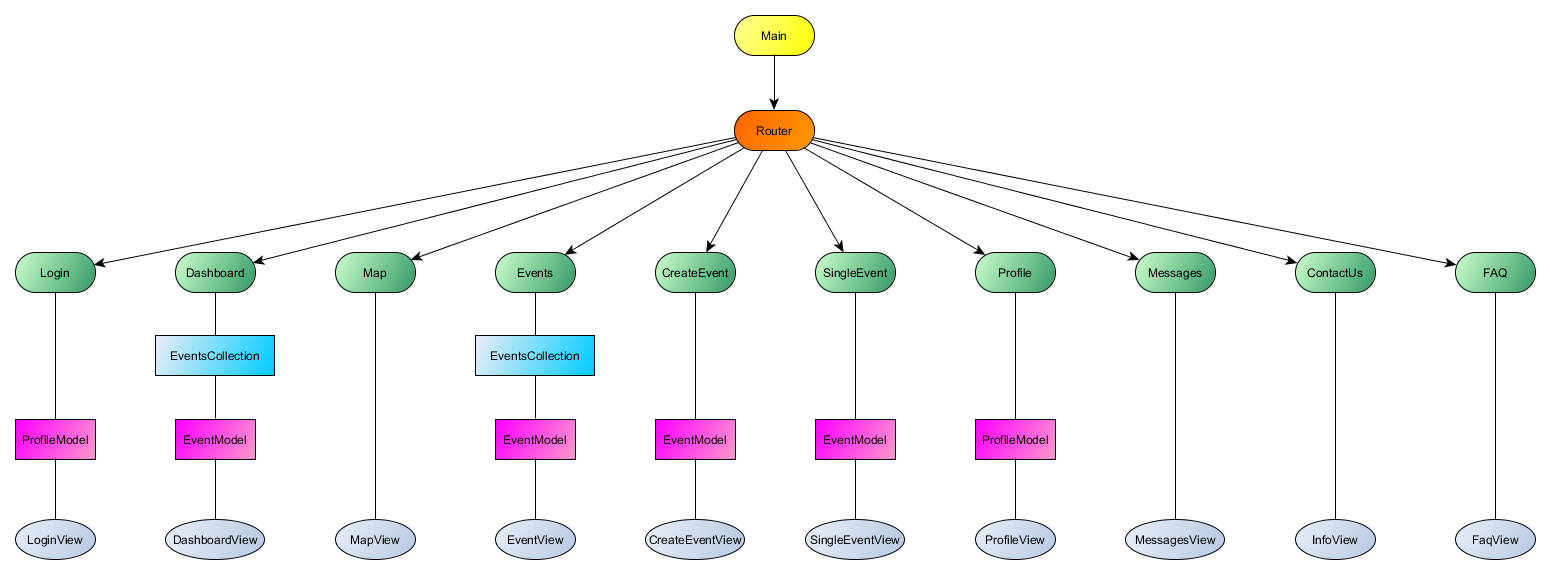 Main
Router
Login
Dashboard
Map
Events
CreateEvent
SingleEvent
Profile
Messages
ContactUs
FAQ
EventsCollection
EventsCollection
ProfileModel
EventModel
EventModel
EventModel
EventModel
ProfileModel
LoginView
DashboardView
MapView
EventView
CreateEventView
SingleEventView
ProfileView
MessagesView
InfoView
FaqView